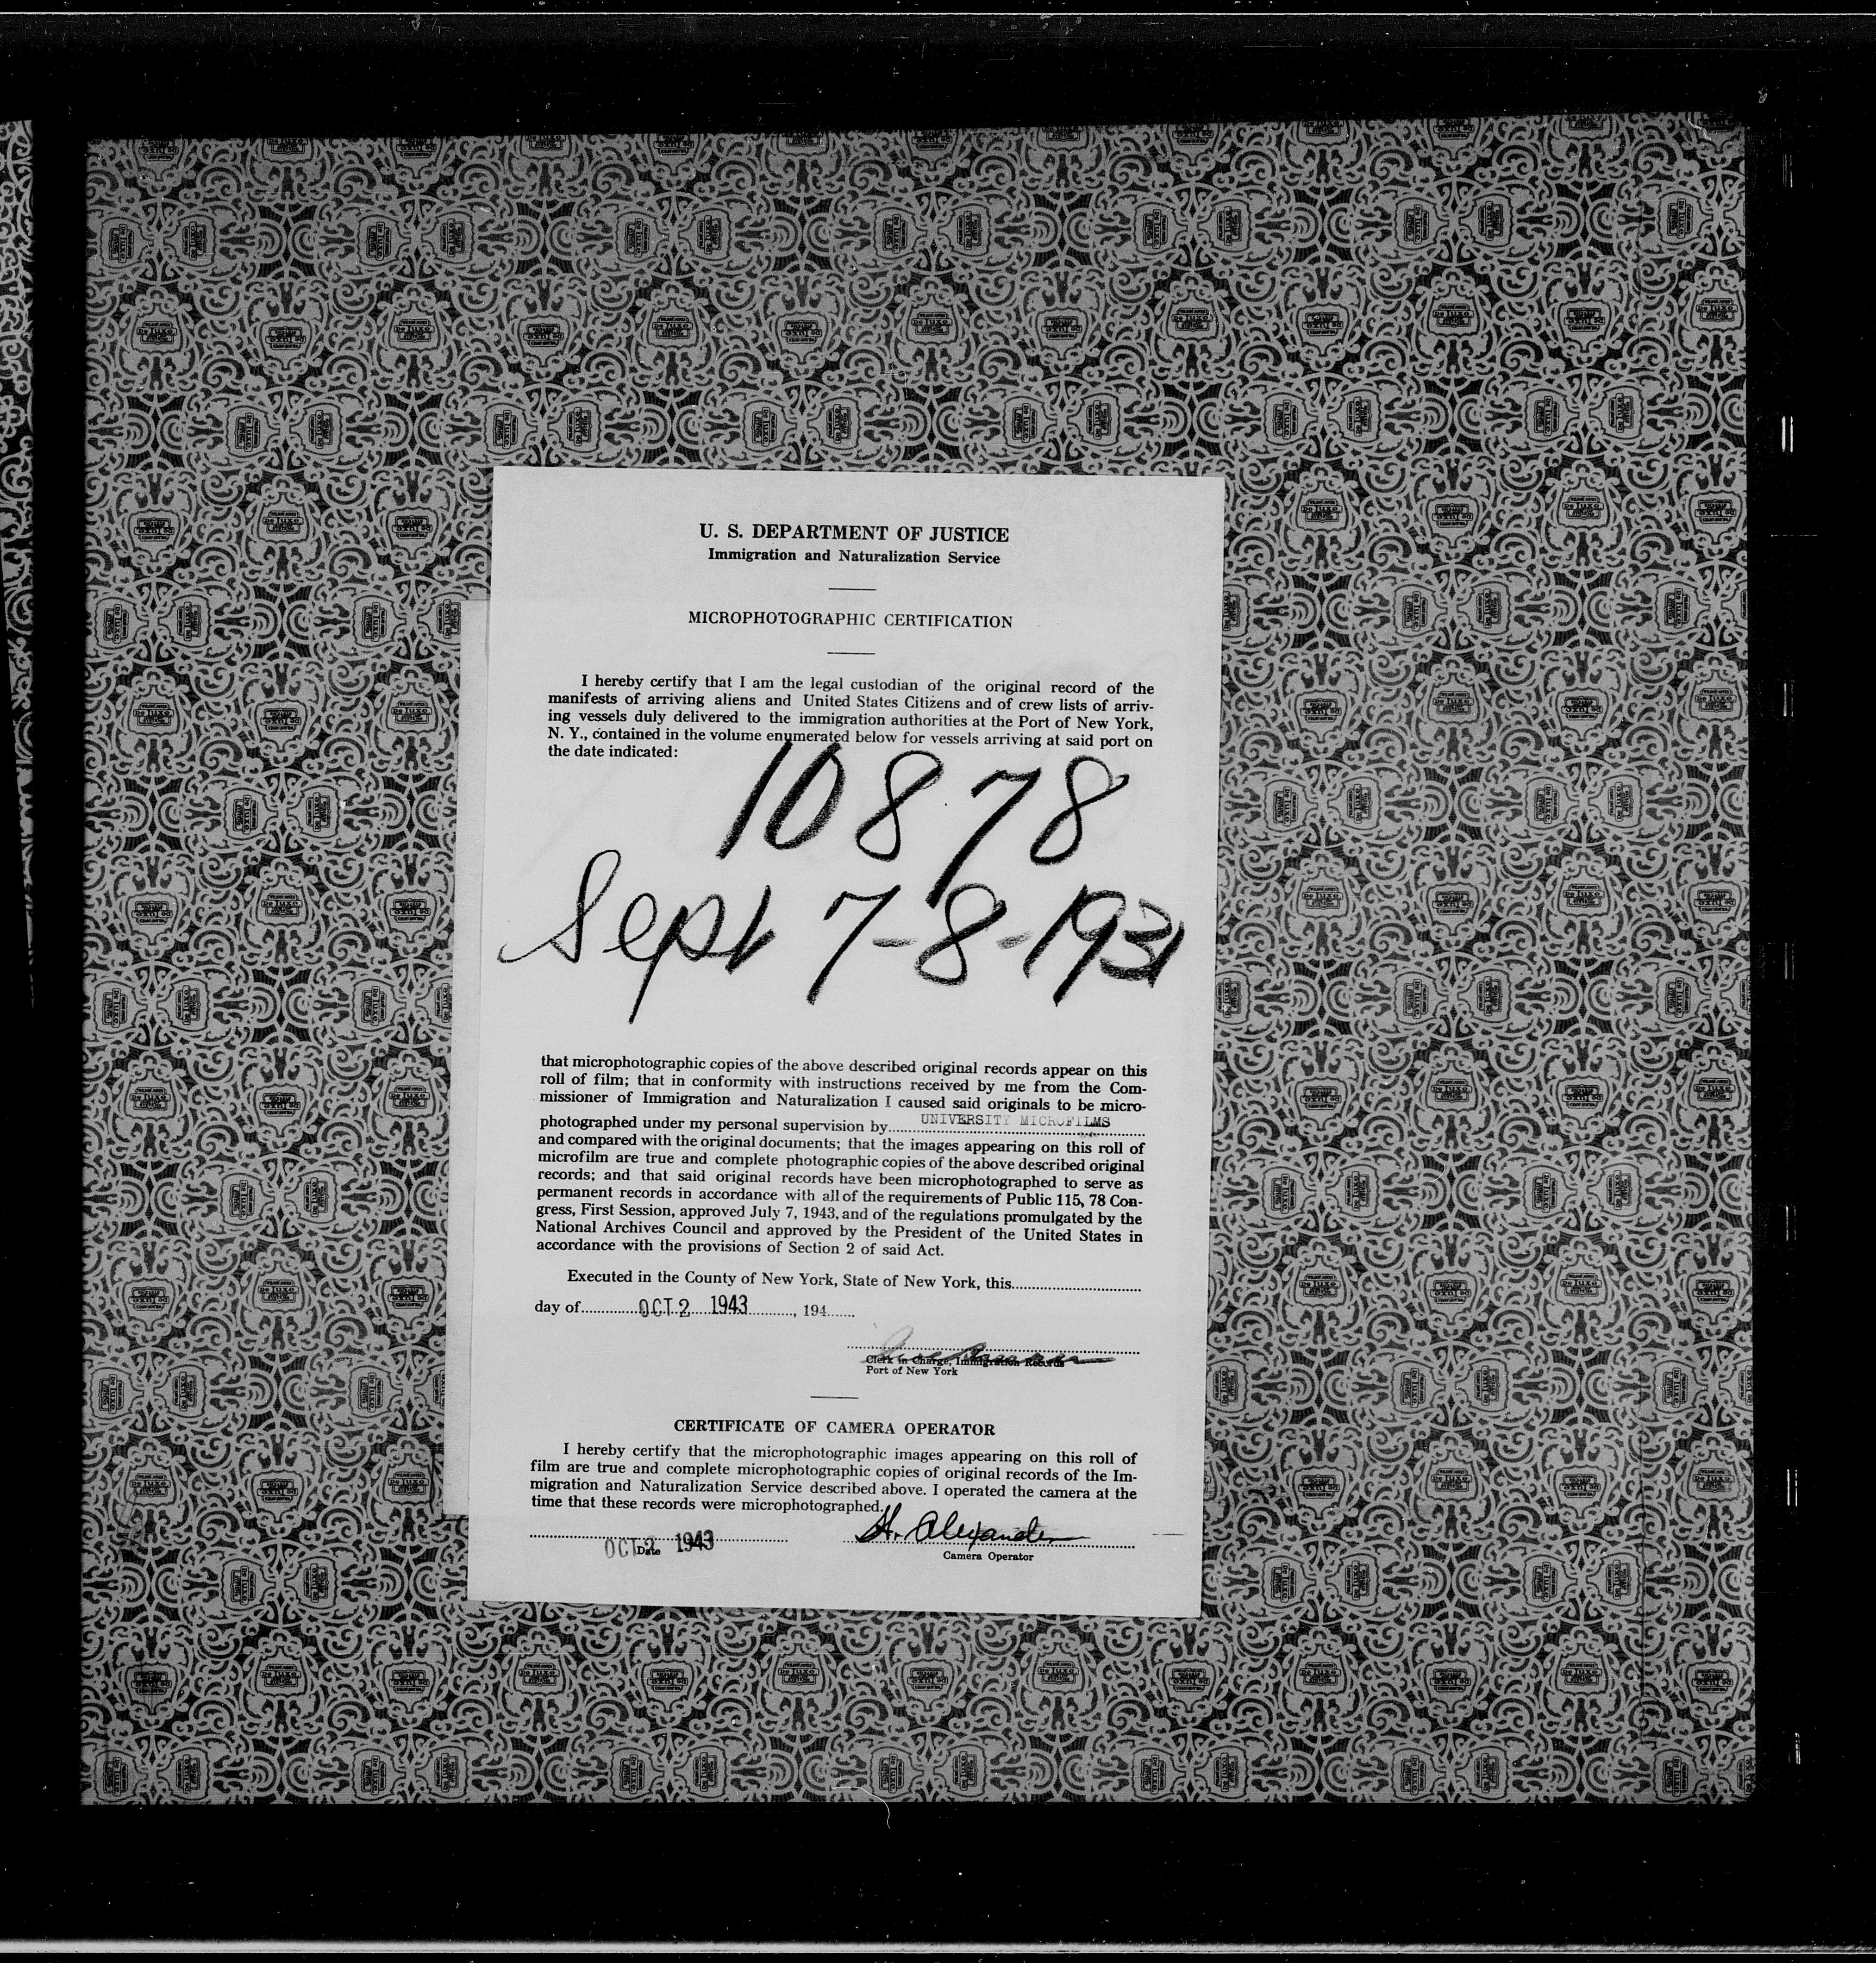 U. S. DEPARTMENT OF JUSTICE
Immigration and Naturalization Service
MICROPHOTOGRAPHIC CERTIFICATION
I hereby certify that I am the legal custodian of the original record of the
manifests of arriving aliens and United States Citizens and of crew lists of arriv-
ing vessels duly delivered to the immigration authorities at the Port of New York,
N. Y., contained in the volume enumerated below for vessels arriving at said port on
the date indicated:
10878
Sept 7-8-1931
that microphotographic copies of the above described original records appear on this
roll of film; that in conformity with instructions received by me from the Com-
missioner of Immigration and Naturalization I caused said originals to be micro-
photographed under my personal supervision by UNIVERSITY MICROFILMS
and compared with the original documents; that the images appearing on this roll of
microfilm are true and complete photographic copies of the above described original
records; and that said original records have been microphotographed to serve as
permanent records in accordance with all of the requirements of Public 115, 78 Con-
gress, First Session, approved July 7, 1943, and of the regulations promulgated by the
National Archives Council and approved by the President of the United States in
accordance with the provisions of Section 2 of said Act.
Executed in the County of New York, State of New York, this
day of OCT 2 1943, 194
Clerk in Charge, Immigration Records
Port of New York
CERTIFICATE OF CAMERA OPERATOR
I hereby certify that the microphotographic images appearing on this roll of
film are true and complete microphotographic copies of original records of the Im-
migration and Naturalization Service described above. I operated the camera at the
time that these records were microphotographed.
OCT 2 1943 H. Alexander
Date
Camera Operator